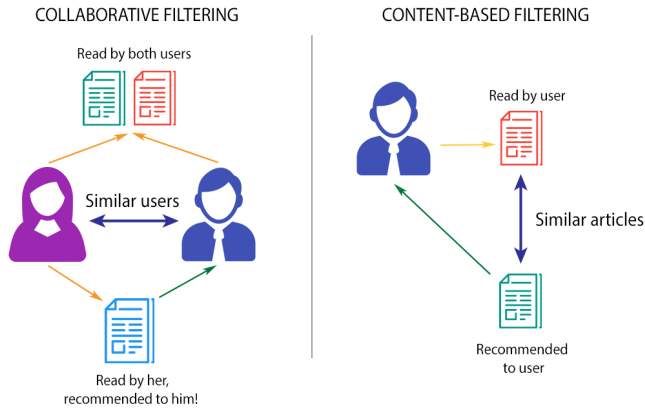 COLLABORATIVE FILTERING
Read by both users
Similar users
Read by her,
recommended to him!
CONTENT-BASED FILTERING
Read by user
Similar articles
Recommended
to user